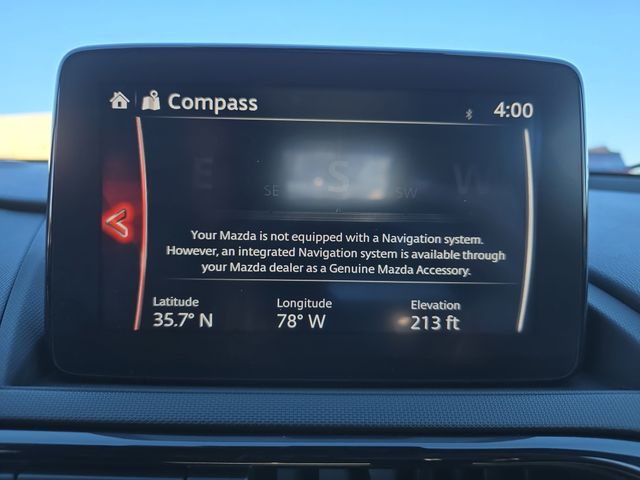 Compass
4:00
E SE S SW W
Your Mazda is not equipped with a Navigation system.
However, an integrated Navigation system is available through
your Mazda dealer as a Genuine Mazda Accessory.
Latitude Longitude Elevation
35.7° N 78° W 213 ft